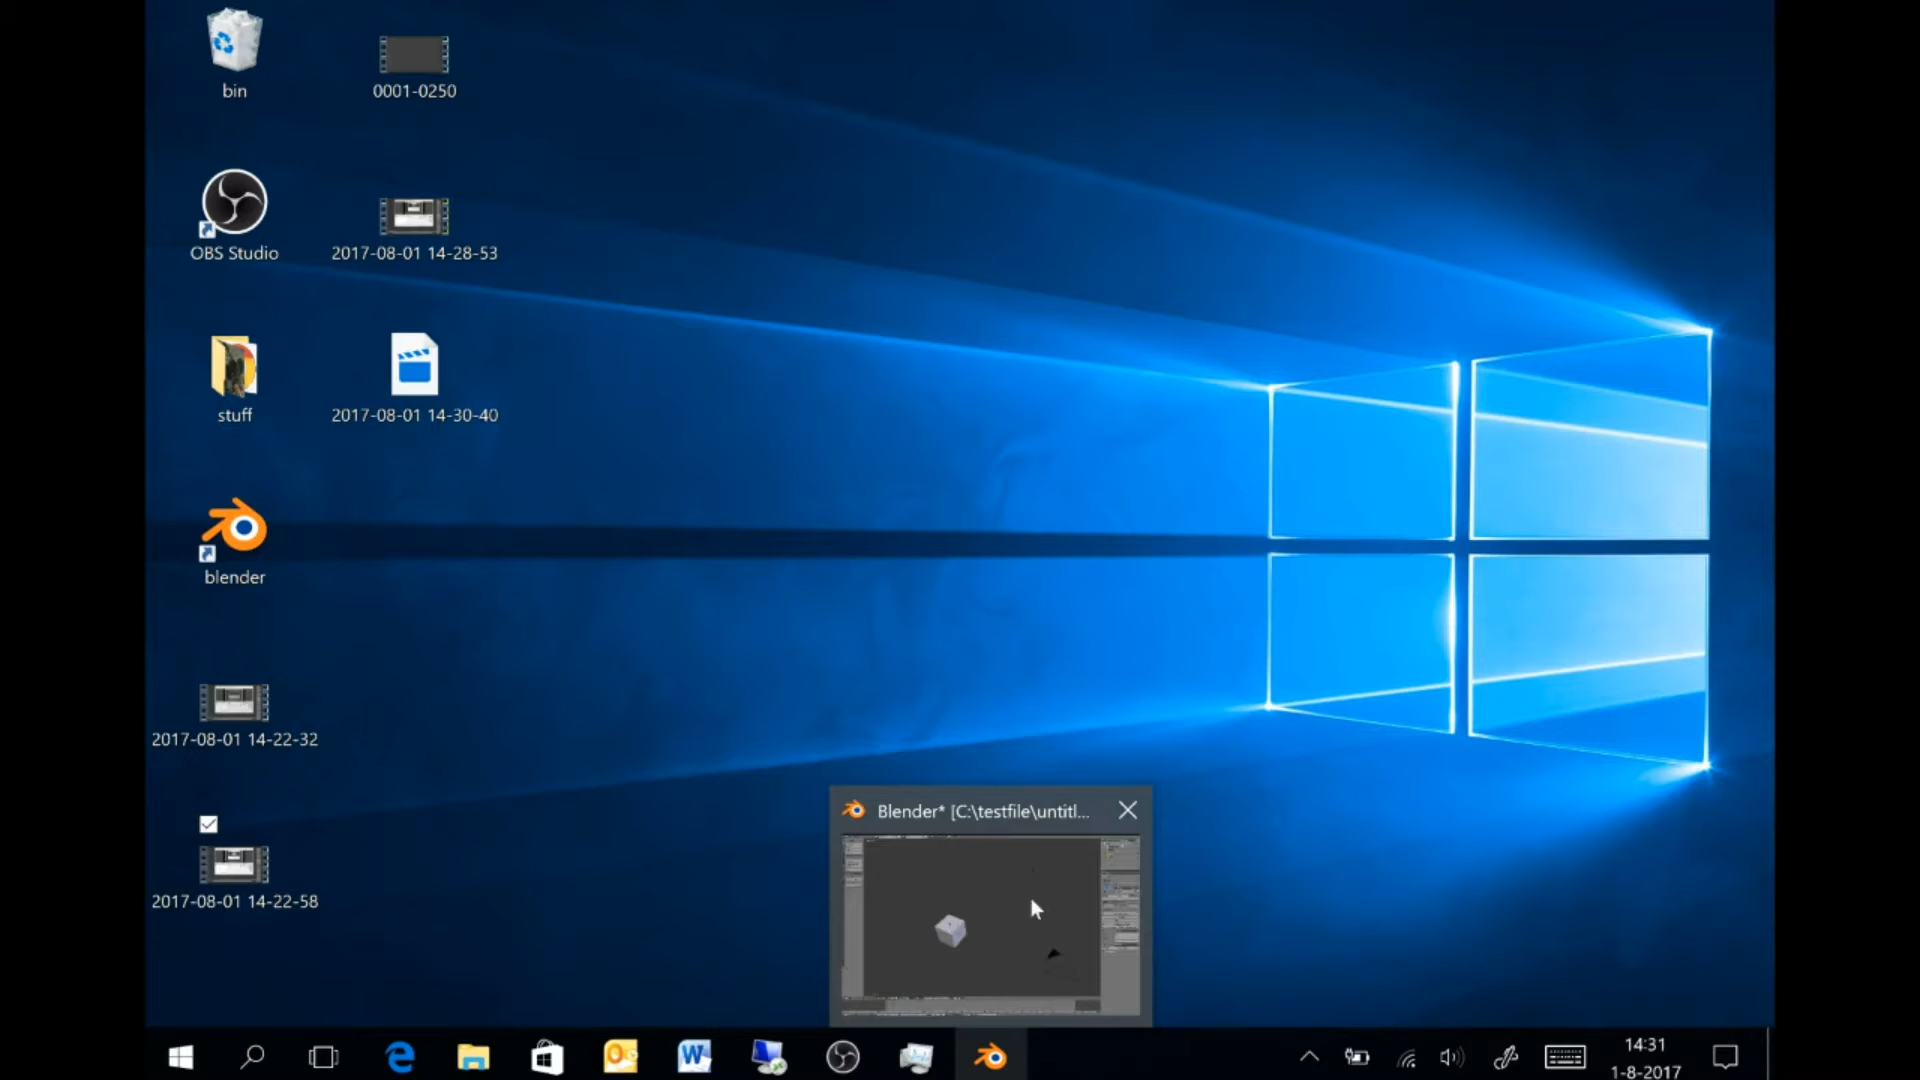 bin
0001-0250
OBS Studio
2017-08-01 14-28-53
stuff
2017-08-01 14-30-40
blender
2017-08-01 14-22-32
2017-08-01 14-22-58
Blender* [C:\testfile\untitl...
14:31
1-8-2017